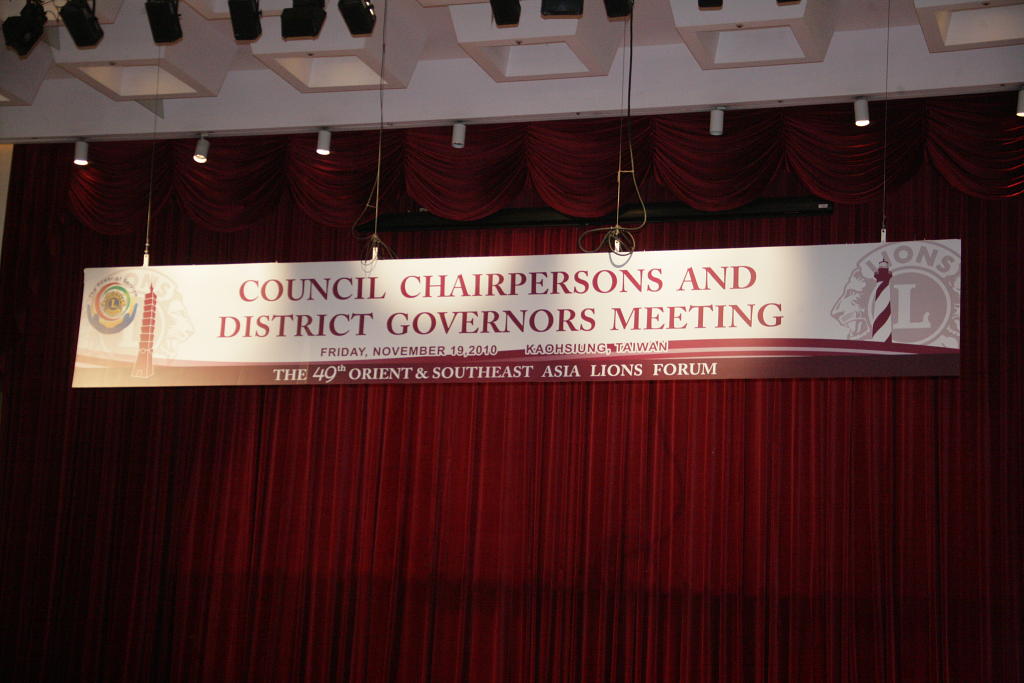 COUNCIL CHAIRPERSONS AND
DISTRICT GOVERNORS MEETING
FRIDAY, NOVEMBER 19,2010 KAOHSIUNG, TAIWAN
THE 49th ORIENT & SOUTHEAST ASIA LIONS FORUM
LIONS
L